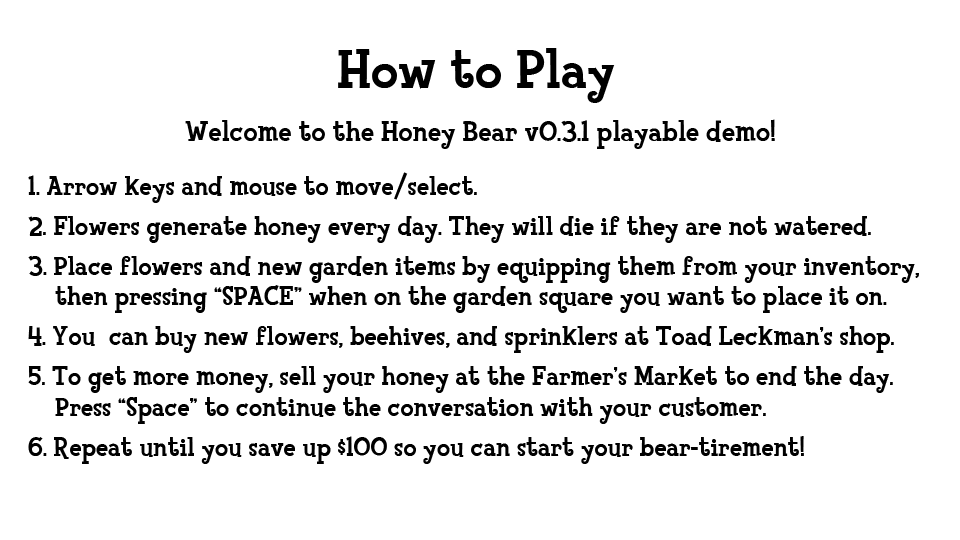 How to Play
Welcome to the Honey Bear v0.3.1 playable demo!
1. Arrow Keys and mouse to move/select.
2. Flowers generate honey every day. They will die if they are not watered.
3. Place flowers and new garden items by equipping them from your inventory,
then pressing “SPACE” when on the garden square you want to place it on.
4. You  can buy new flowers, beehives, and sprinklers at Toad Leckman’s shop.
5. To get more money, sell your honey at the Farmer’s Market to end the day.
Press “Space” to continue the conversation with your customer.
6. Repeat until you save up $100 so you can start your bear-tirement!